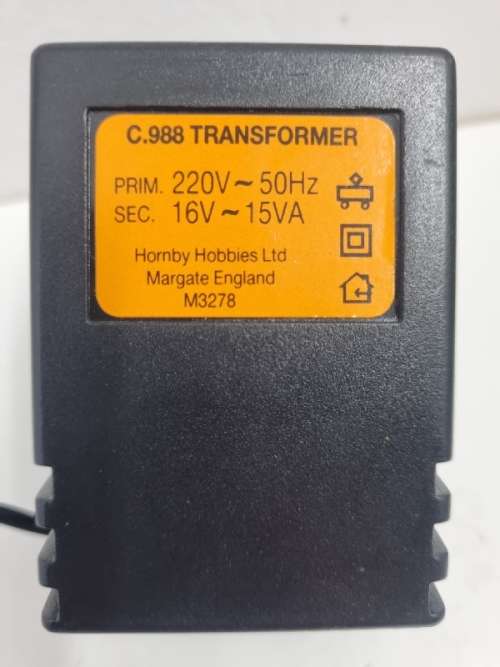 C.988 TRANSFORMER
PRIM. 220V~50Hz
SEC. 16V~15VA
Hornby Hobbies Ltd
Margate England
M3278